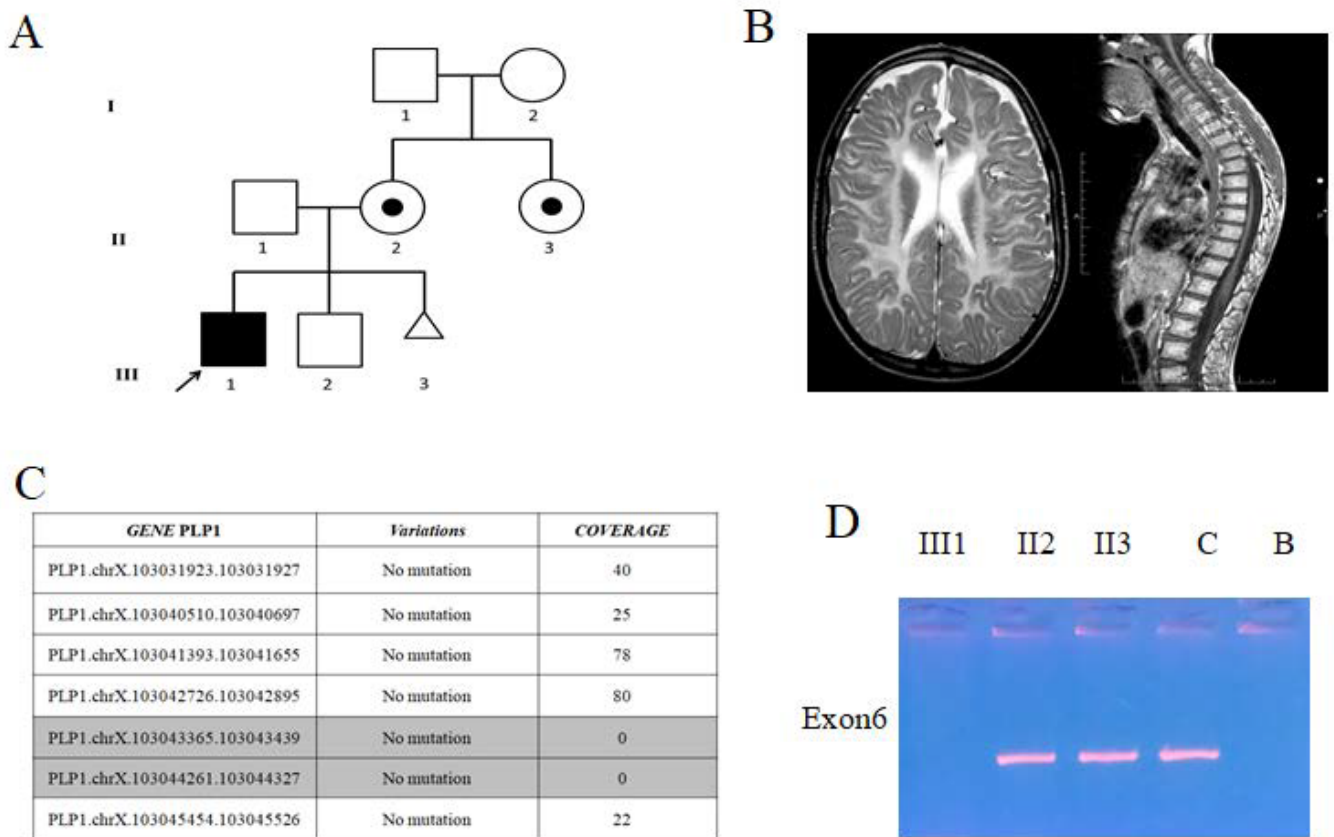 A
I
1
2
II
1
2
3
III
1
2
3
B
C
GENE PLP1 Variations COVERAGE
PLP1.chrX.103031923.103031927 No mutation 40
PLP1.chrX.103040510.103040697 No mutation 25
PLP1.chrX.103041393.103041655 No mutation 78
PLP1.chrX.103042726.103042895 No mutation 80
PLP1.chrX.103043365.103043439 No mutation 0
PLP1.chrX.103044261.103044327 No mutation 0
PLP1.chrX.103045454.103045526 No mutation 22
D
III1 II2 II3 C B
Exon6